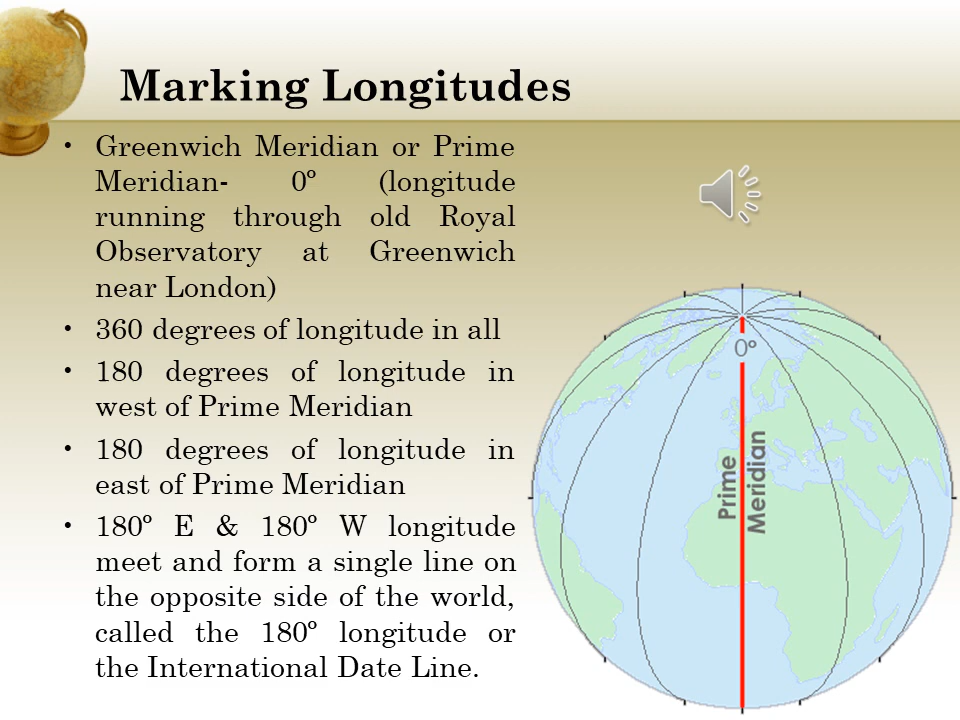 Marking Longitudes
• Greenwich Meridian or Prime
Meridian- 0º (longitude
running through old Royal
Observatory at Greenwich
near London)
• 360 degrees of longitude in all
• 180 degrees of longitude in
west of Prime Meridian
• 180 degrees of longitude in
east of Prime Meridian
• 180º E & 180º W longitude
meet and form a single line on
the opposite side of the world,
called the 180º longitude or
the International Date Line.
0º
Prime
Meridian